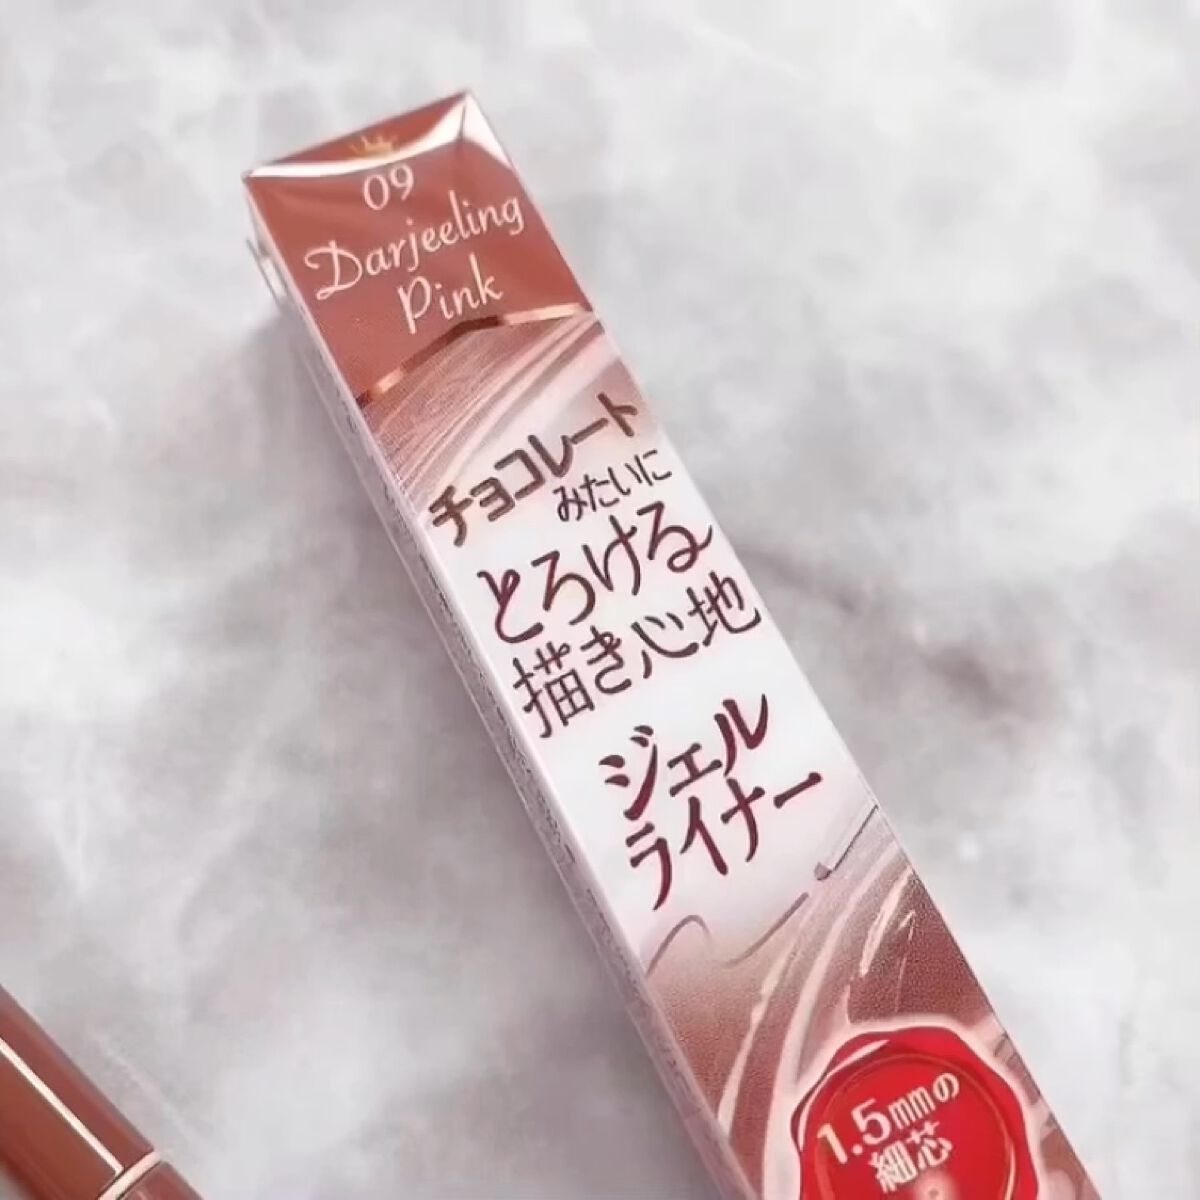 09
Darjeeling
Pink
チョコレート
みたいに
とろける
描き心地
ジェル
ライナー
1.5mmの
細芯